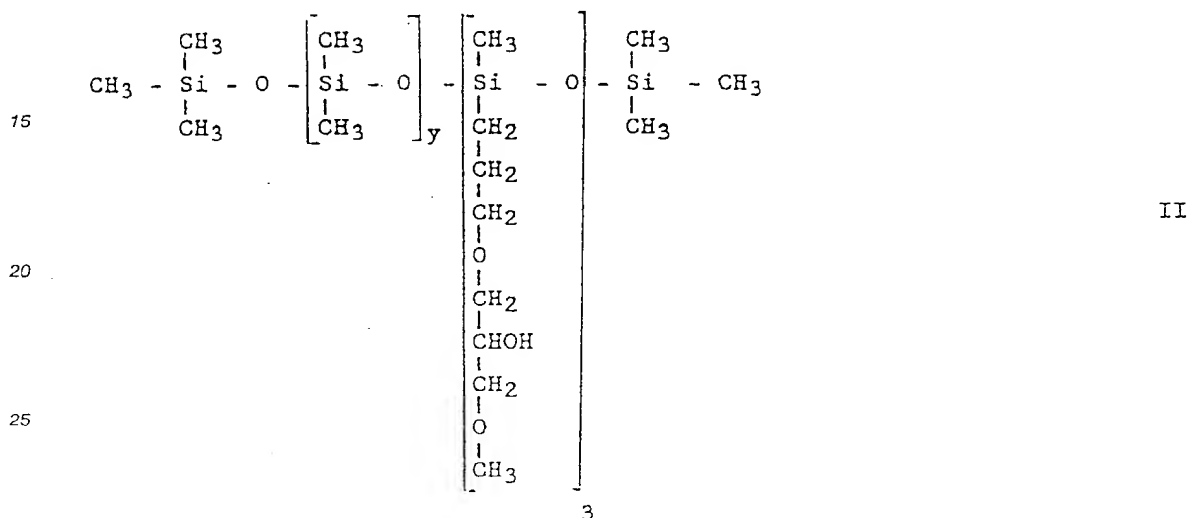 CH3 CH3 CH3 CH3
CH3 - Si - O - [ Si - O ] - [ Si - O ] - Si - CH3
15 CH3 CH3 y CH2 CH3
CH2
CH2 II
O
20
CH2
CHOH
CH2
25 O
CH3
3